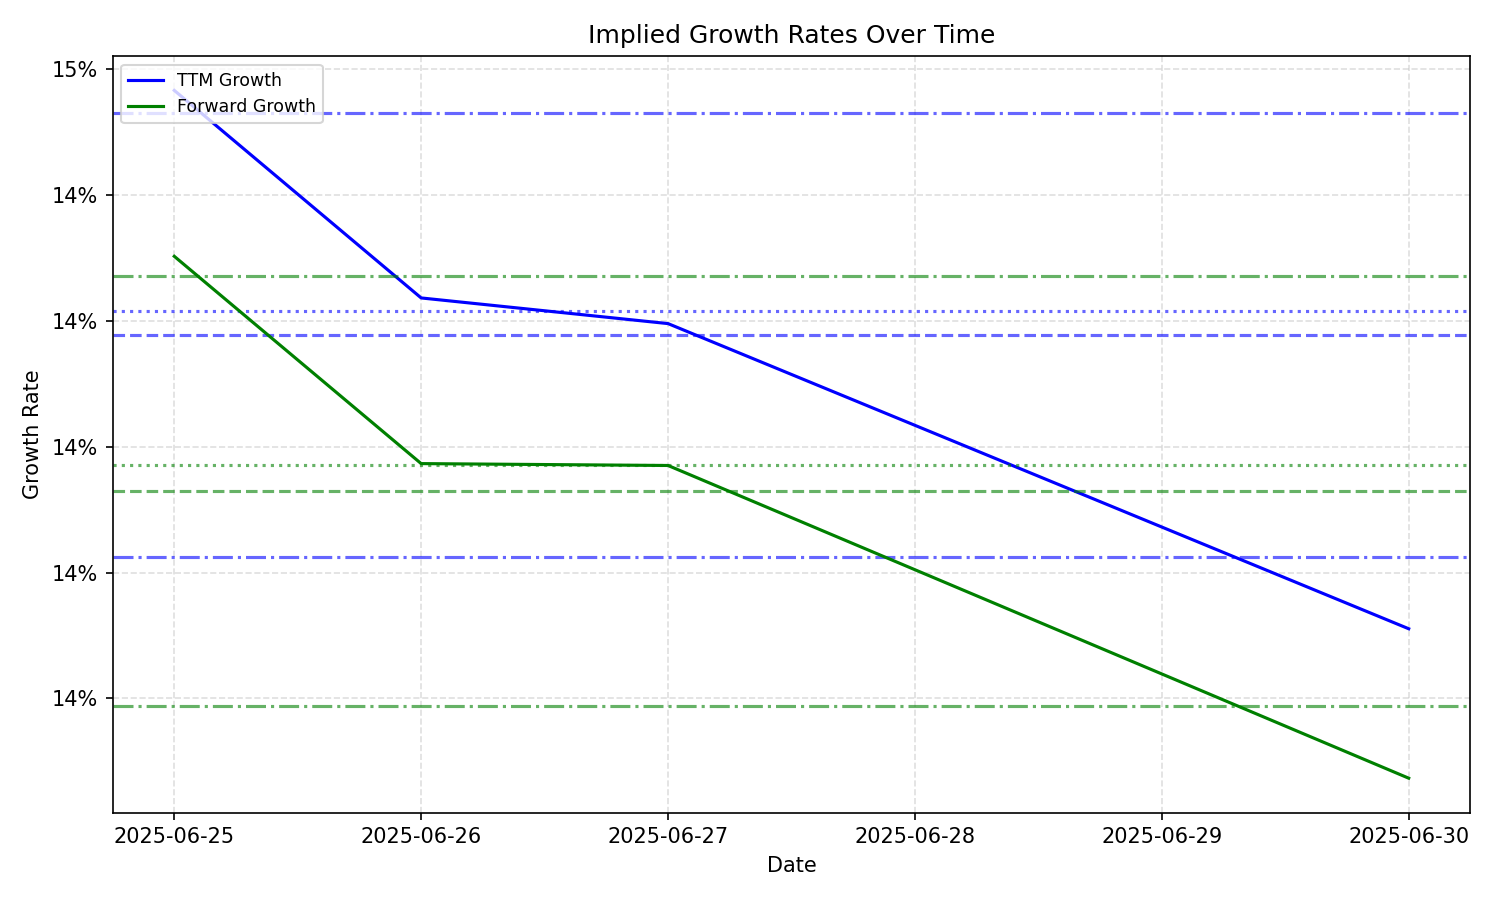 Implied Growth Rates Over Time
TTM Growth
Forward Growth
15%
14%
14%
14%
14%
14%
Growth Rate
2025-06-25
2025-06-26
2025-06-27
2025-06-28
2025-06-29
2025-06-30
Date